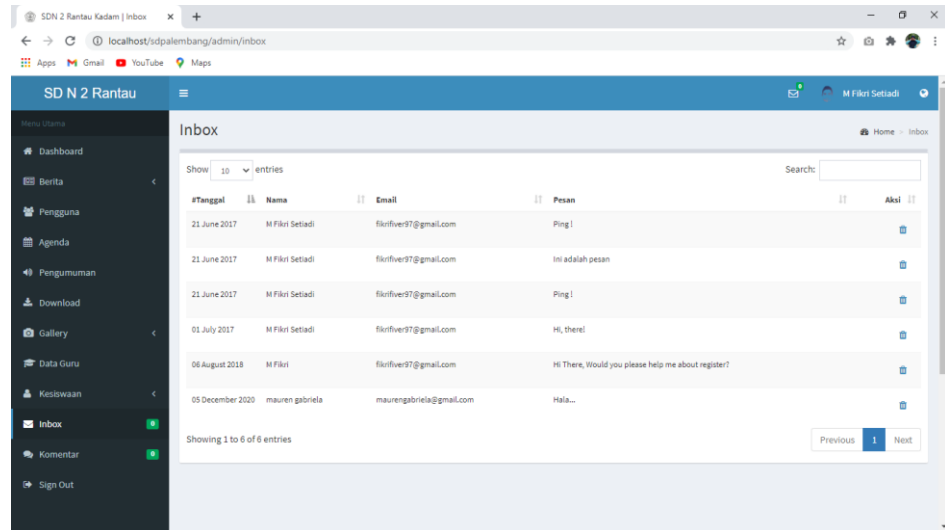 SDN 2 Rantau Kadam | Inbox
localhost/sdpalembang/admin/inbox
Apps Gmail YouTube Maps
SD N 2 Rantau 0 M Fikri Setiadi
Menu Utama
Inbox Home > Inbox
Dashboard
Show 10 entries Search:
Berita
#Tanggal Nama Email Pesan Aksi
Pengguna
21 June 2017 M Fikri Setiadi fikrifiver97@gmail.com Ping !
Agenda
21 June 2017 M Fikri Setiadi fikrifiver97@gmail.com Ini adalah pesan
Pengumuman
21 June 2017 M Fikri Setiadi fikrifiver97@gmail.com Ping !
Download
01 July 2017 M Fikri Setiadi fikrifiver97@gmail.com Hi, there!
Gallery
06 August 2018 M Fikri fikrifiver97@gmail.com Hi There, Would you please help me about register?
Data Guru
Kesiswaan
05 December 2020 mauren gabriela maurengabriela@gmail.com Hala...
Inbox 0
Showing 1 to 6 of 6 entries Previous 1 Next
Komentar 0
Sign Out